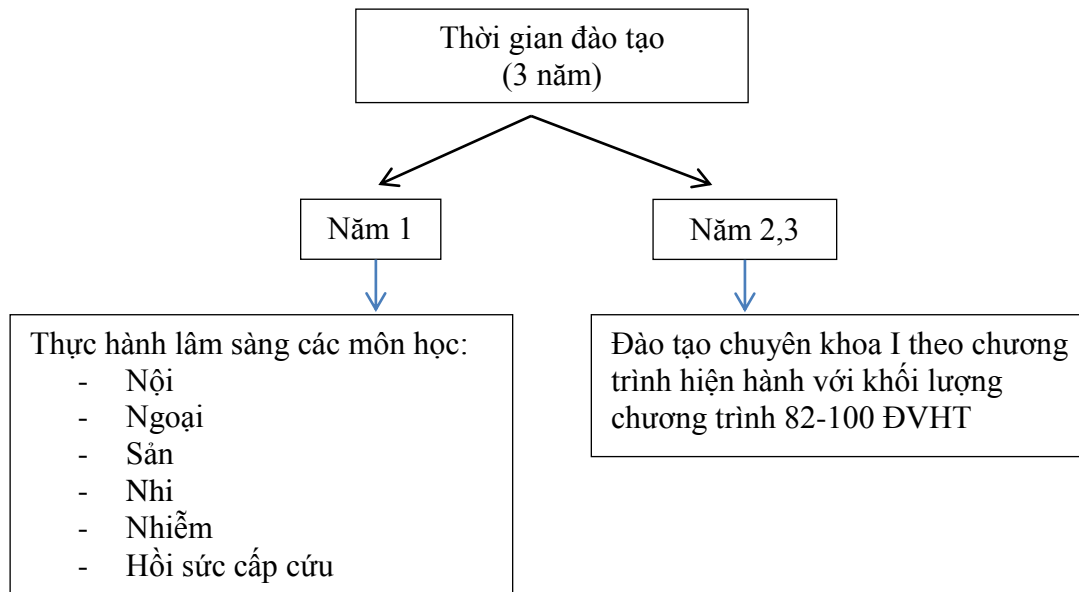 Thời gian đào tạo
(3 năm)
Năm 1
Năm 2,3
Thực hành lâm sàng các môn học:
- Nội
- Ngoại
- Sản
- Nhi
- Nhiễm
- Hồi sức cấp cứu
Đào tạo chuyên khoa I theo chương
trình hiện hành với khối lượng
chương trình 82-100 ĐVHT